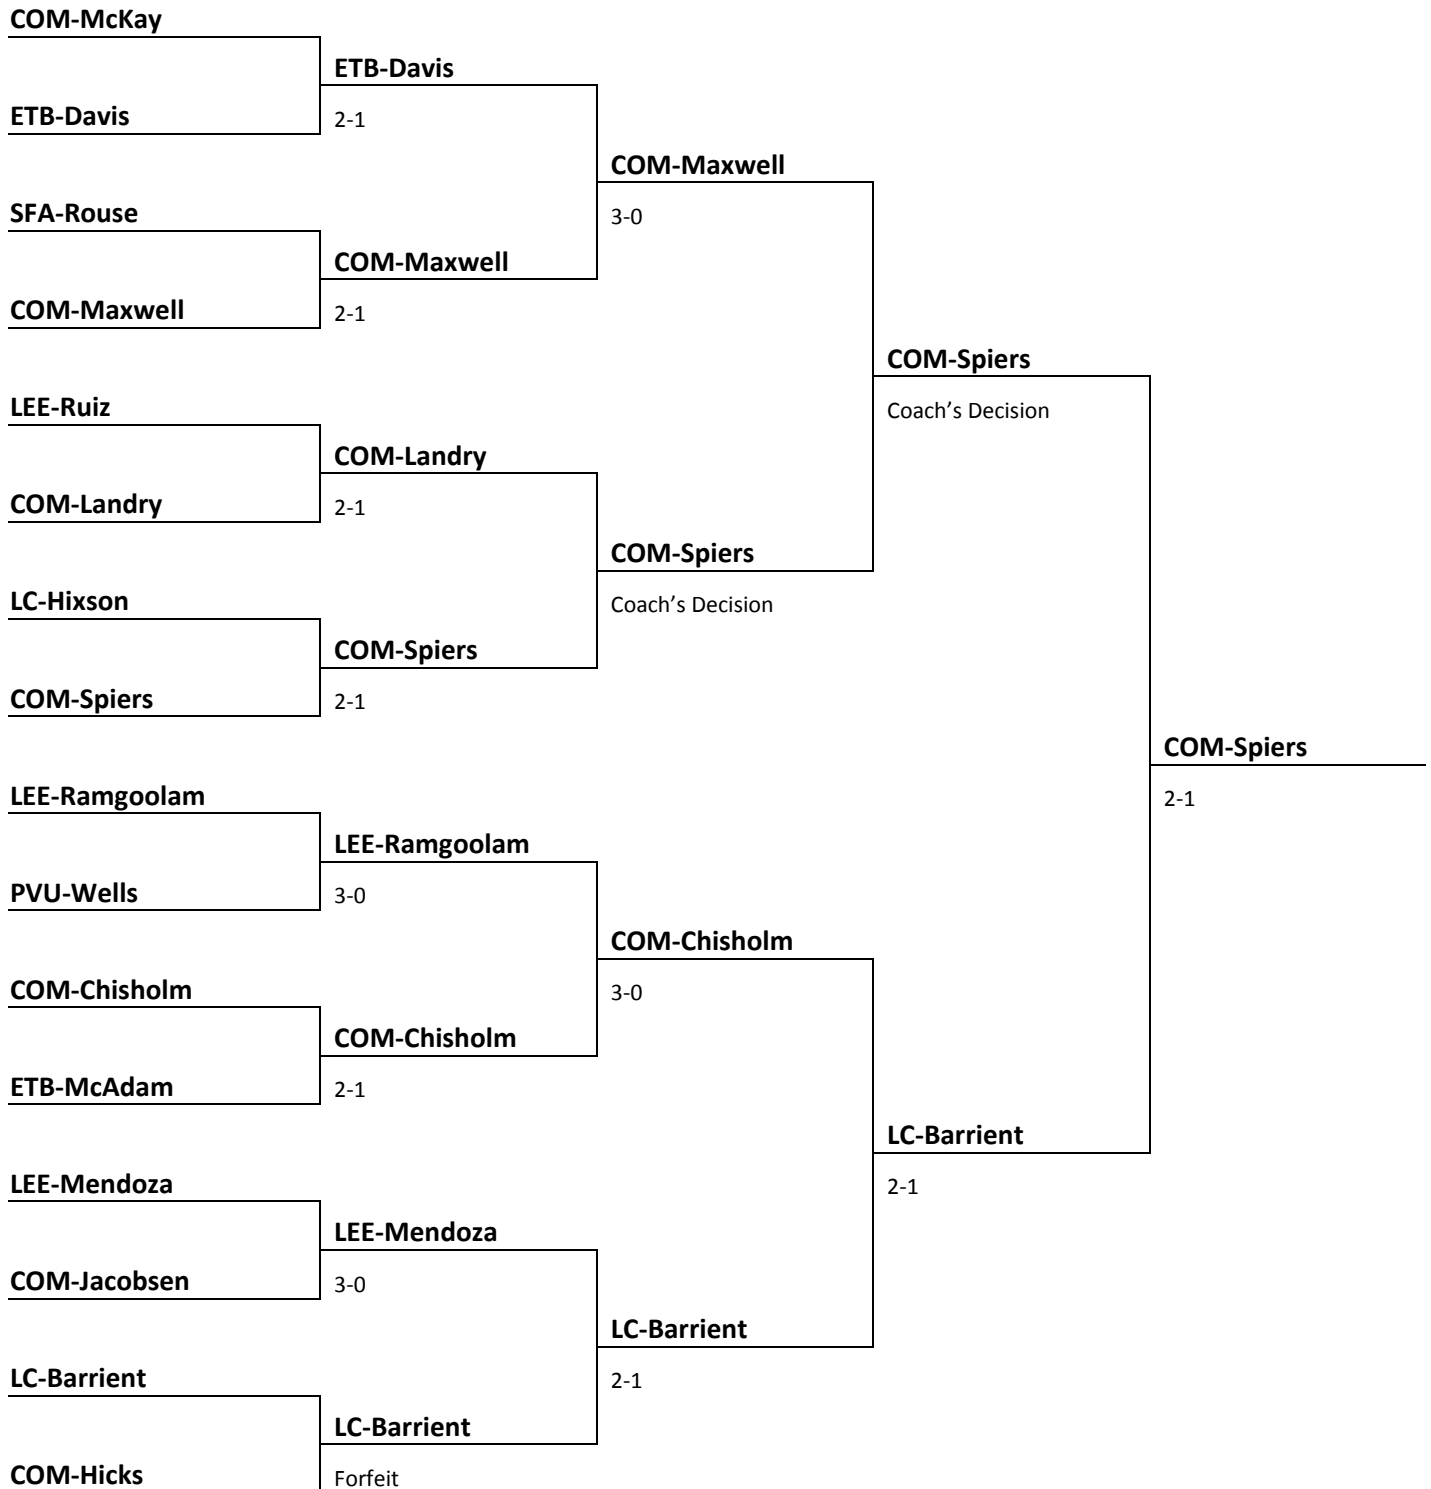 COM-McKay
ETB-Davis
ETB-Davis
2-1
COM-Maxwell
SFA-Rouse
3-0
COM-Maxwell
COM-Maxwell
2-1
COM-Spiers
LEE-Ruiz
Coach’s Decision
COM-Landry
COM-Landry
2-1
COM-Spiers
LC-Hixson
Coach’s Decision
COM-Spiers
COM-Spiers
2-1
COM-Spiers
LEE-Ramgoolam
2-1
LEE-Ramgoolam
PVU-Wells
3-0
COM-Chisholm
COM-Chisholm
3-0
COM-Chisholm
ETB-McAdam
2-1
LC-Barrient
LEE-Mendoza
2-1
LEE-Mendoza
COM-Jacobsen
3-0
LC-Barrient
LC-Barrient
2-1
LC-Barrient
COM-Hicks
Forfeit